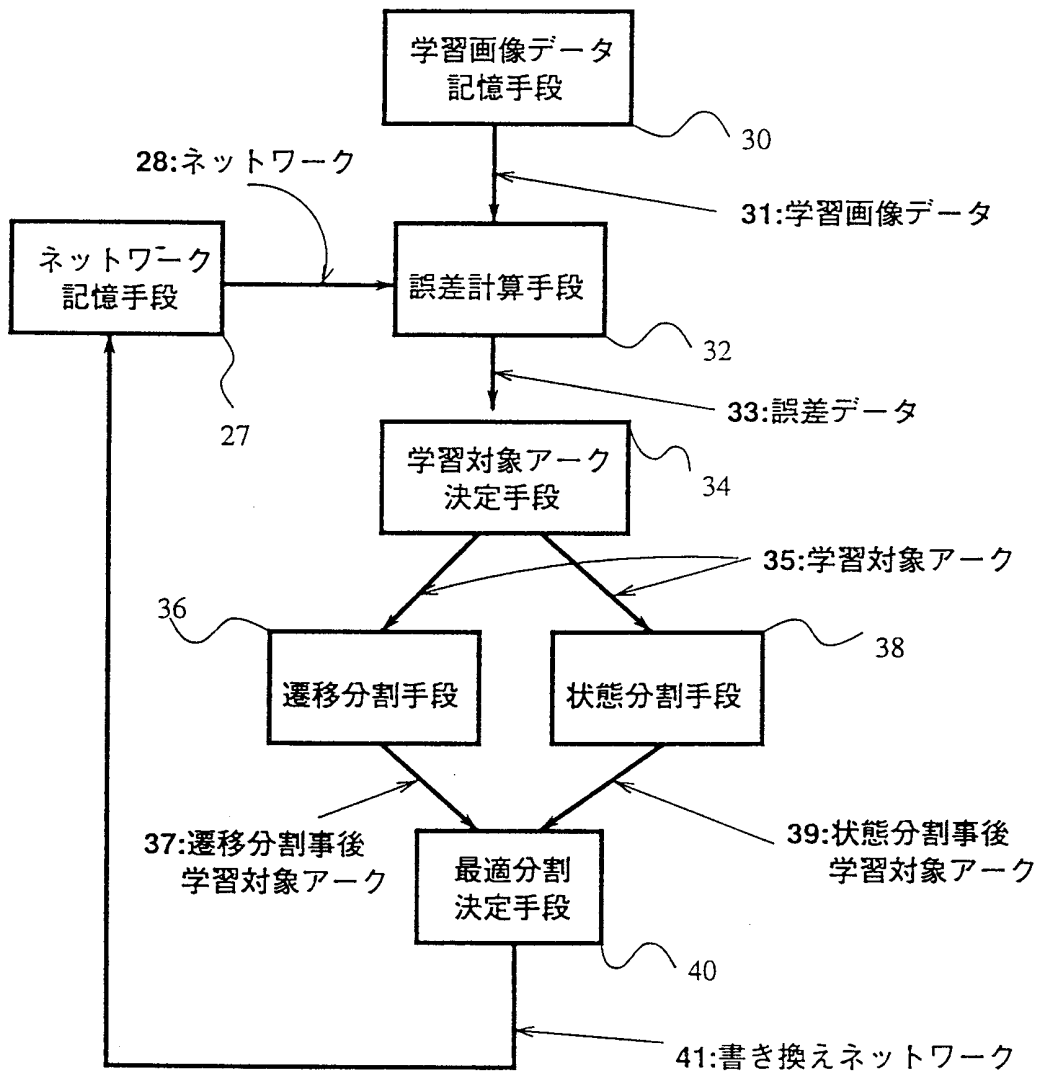 学習画像データ
記憶手段
30
28:ネットワーク
31:学習画像データ
ネットワーク
記憶手段
誤差計算手段
32
27
33:誤差データ
学習対象アーク
決定手段
34
35:学習対象アーク
36
38
遷移分割手段
状態分割手段
37:遷移分割事後
学習対象アーク
39:状態分割事後
学習対象アーク
最適分割
決定手段
40
41:書き換えネットワーク